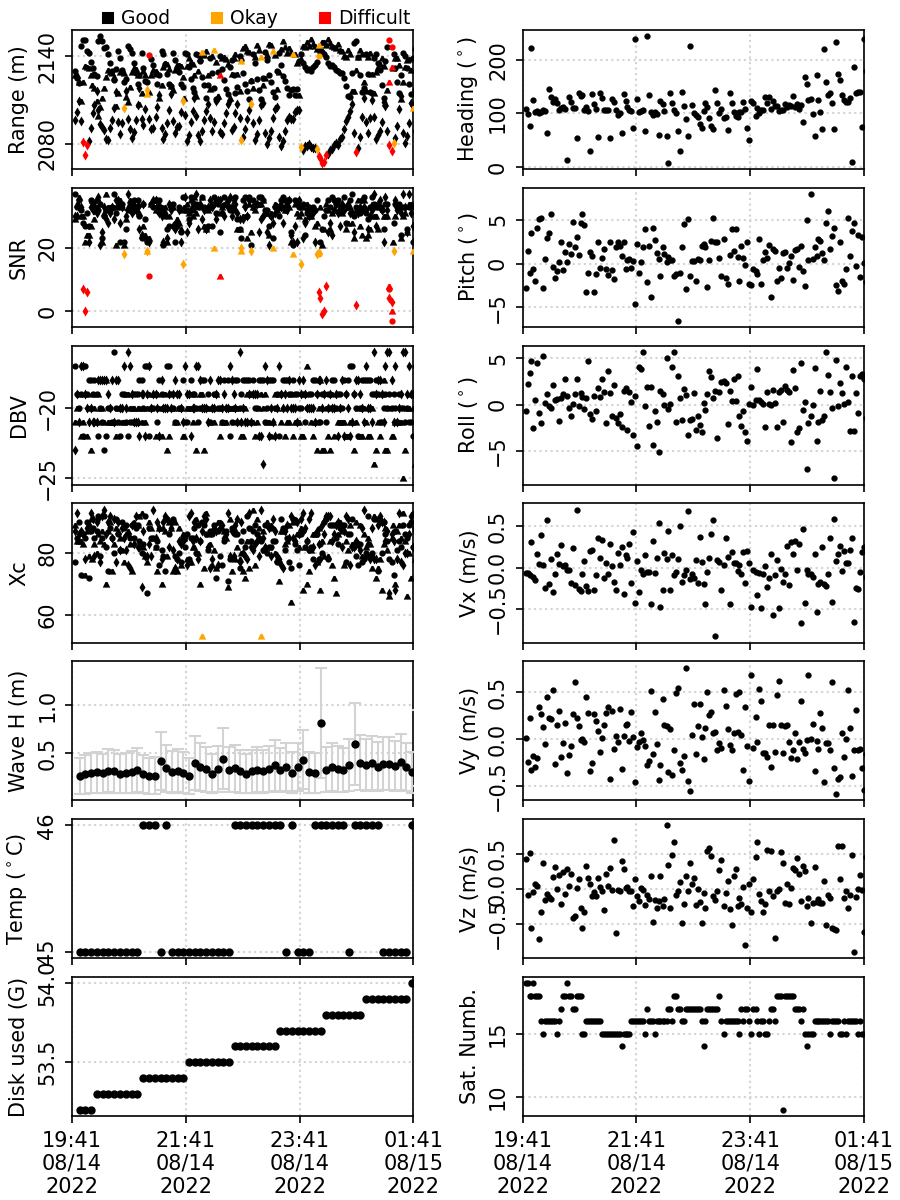 Good Okay Difficult
Range (m)
2140
2080
SNR
20
0
DBV
−20
−25
Xc
80
60
Wave H (m)
1.0
0.5
Temp (°C)
46
45.0
Disk used (G)
54.0
53.5
19:41 08/14 2022
21:41 08/14 2022
23:41 08/14 2022
01:41 08/15 2022
Heading (°)
200
100
0
Pitch (°)
5
0
−5
Roll (°)
5
0
−5
Vx (m/s)
0.5
0.0
−0.5
Vy (m/s)
0.5
0.0
−0.5
Vz (m/s)
0.5
0.0
−0.5
Sat. Numb.
15
10
19:41 08/14 2022
21:41 08/14 2022
23:41 08/14 2022
01:41 08/15 2022